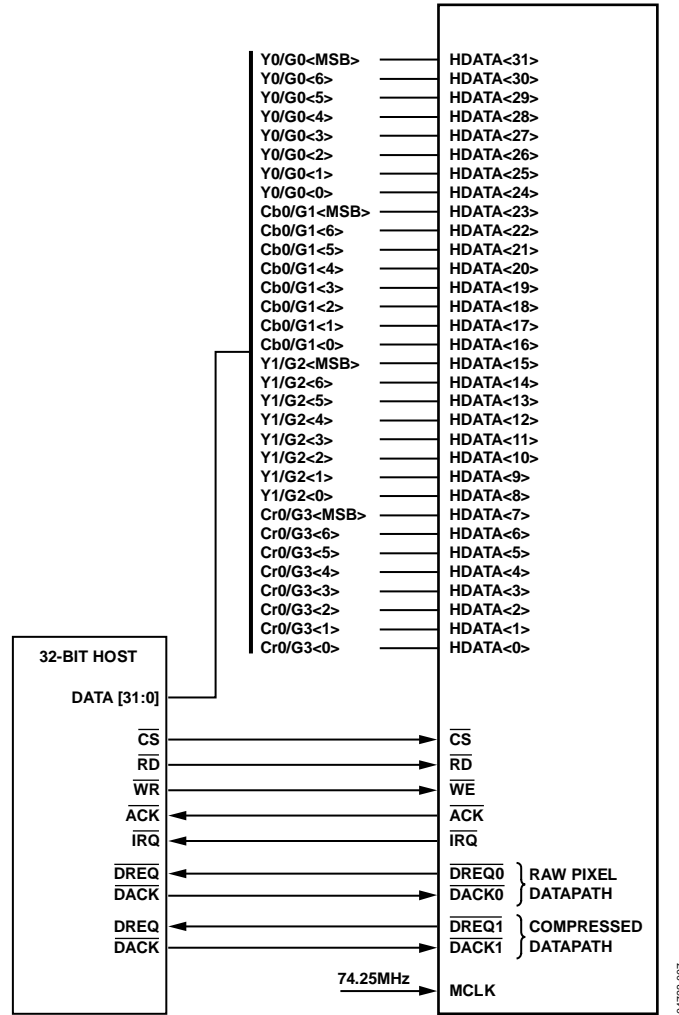 Y0/G0<MSB> HDATA<31>
Y0/G0<6> HDATA<30>
Y0/G0<5> HDATA<29>
Y0/G0<4> HDATA<28>
Y0/G0<3> HDATA<27>
Y0/G0<2> HDATA<26>
Y0/G0<1> HDATA<25>
Y0/G0<0> HDATA<24>
Cb0/G1<MSB> HDATA<23>
Cb0/G1<6> HDATA<22>
Cb0/G1<5> HDATA<21>
Cb0/G1<4> HDATA<20>
Cb0/G1<3> HDATA<19>
Cb0/G1<2> HDATA<18>
Cb0/G1<1> HDATA<17>
Cb0/G1<0> HDATA<16>
Y1/G2<MSB> HDATA<15>
Y1/G2<6> HDATA<14>
Y1/G2<5> HDATA<13>
Y1/G2<4> HDATA<12>
Y1/G2<3> HDATA<11>
Y1/G2<2> HDATA<10>
Y1/G2<1> HDATA<9>
Y1/G2<0> HDATA<8>
Cr0/G3<MSB> HDATA<7>
Cr0/G3<6> HDATA<6>
Cr0/G3<5> HDATA<5>
Cr0/G3<4> HDATA<4>
Cr0/G3<3> HDATA<3>
Cr0/G3<2> HDATA<2>
Cr0/G3<1> HDATA<1>
Cr0/G3<0> HDATA<0>
32-BIT HOST
DATA [31:0]
CS CS
RD RD
WR WE
ACK ACK
IRQ IRQ
DREQ DREQ0 RAW PIXEL
DACK DACK0 DATAPATH
DREQ DREQ1 COMPRESSED
DACK DACK1 DATAPATH
74.25MHz MCLK